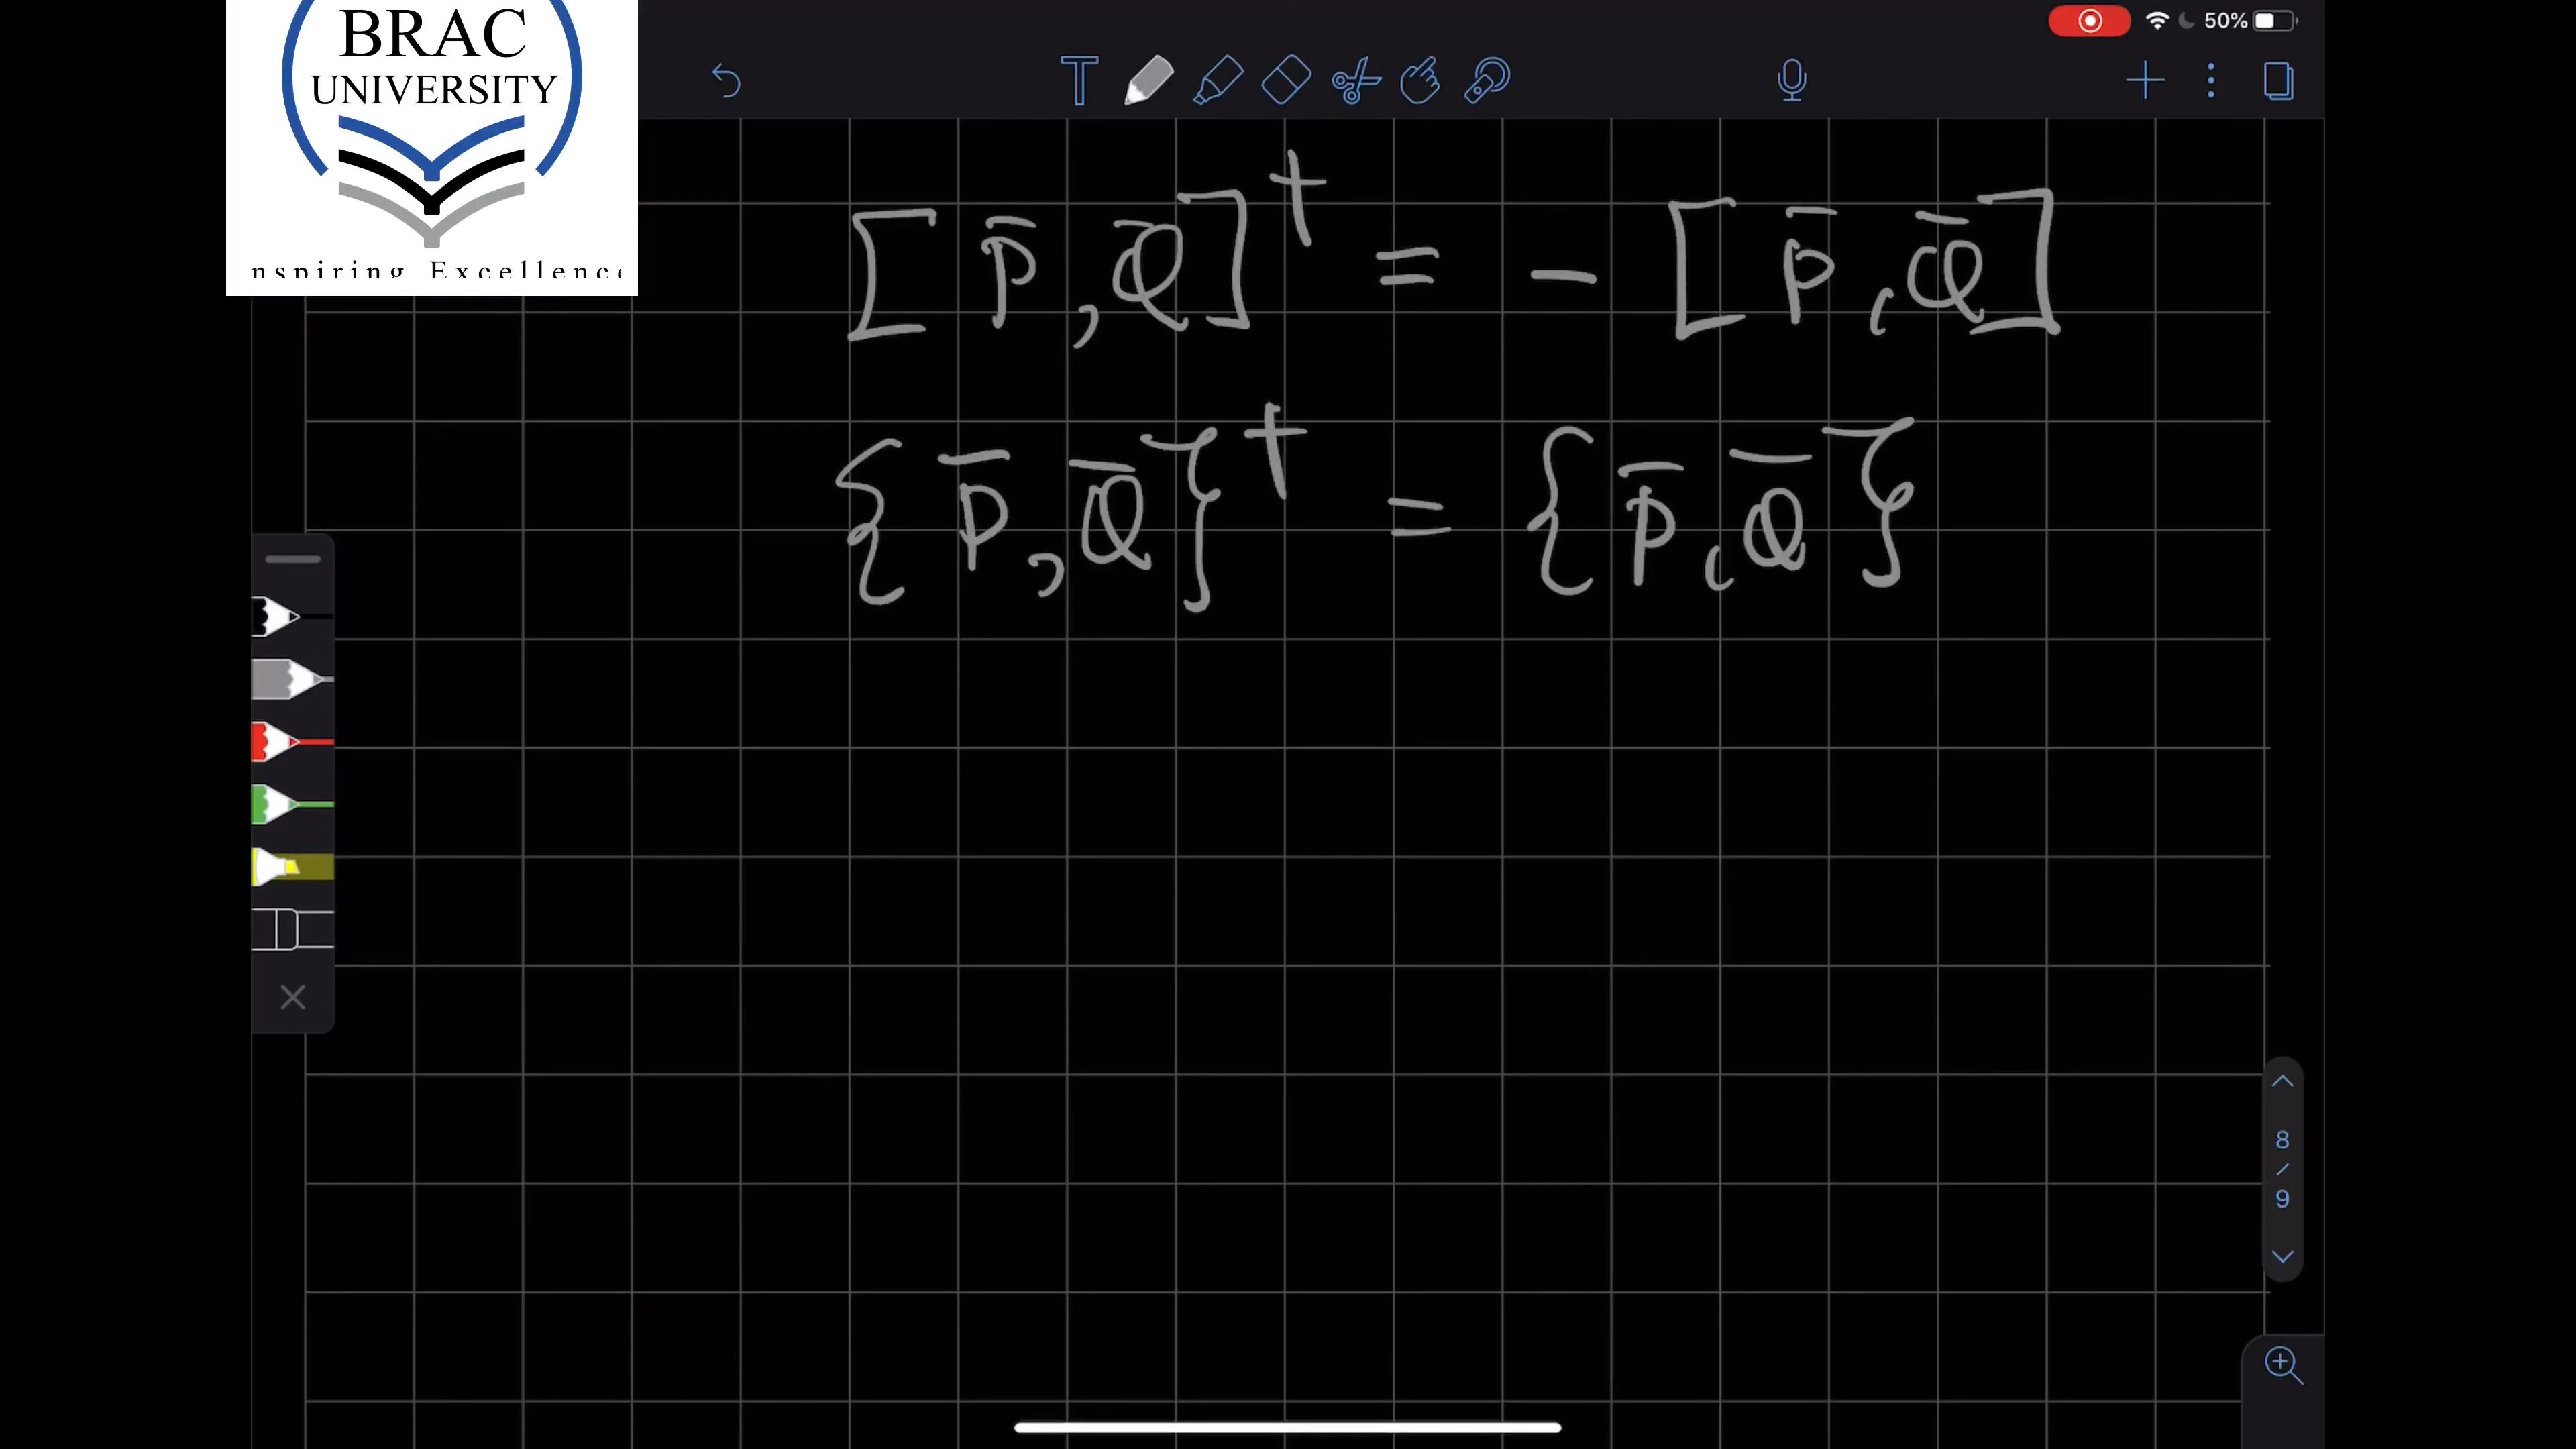 50%
BRAC
UNIVERSITY
nspiring Excellenc
T
[P̄, Q̄]† = - [P̄, Q̄]
{P̄, Q̄}† = {P̄, Q̄}
8
/
9